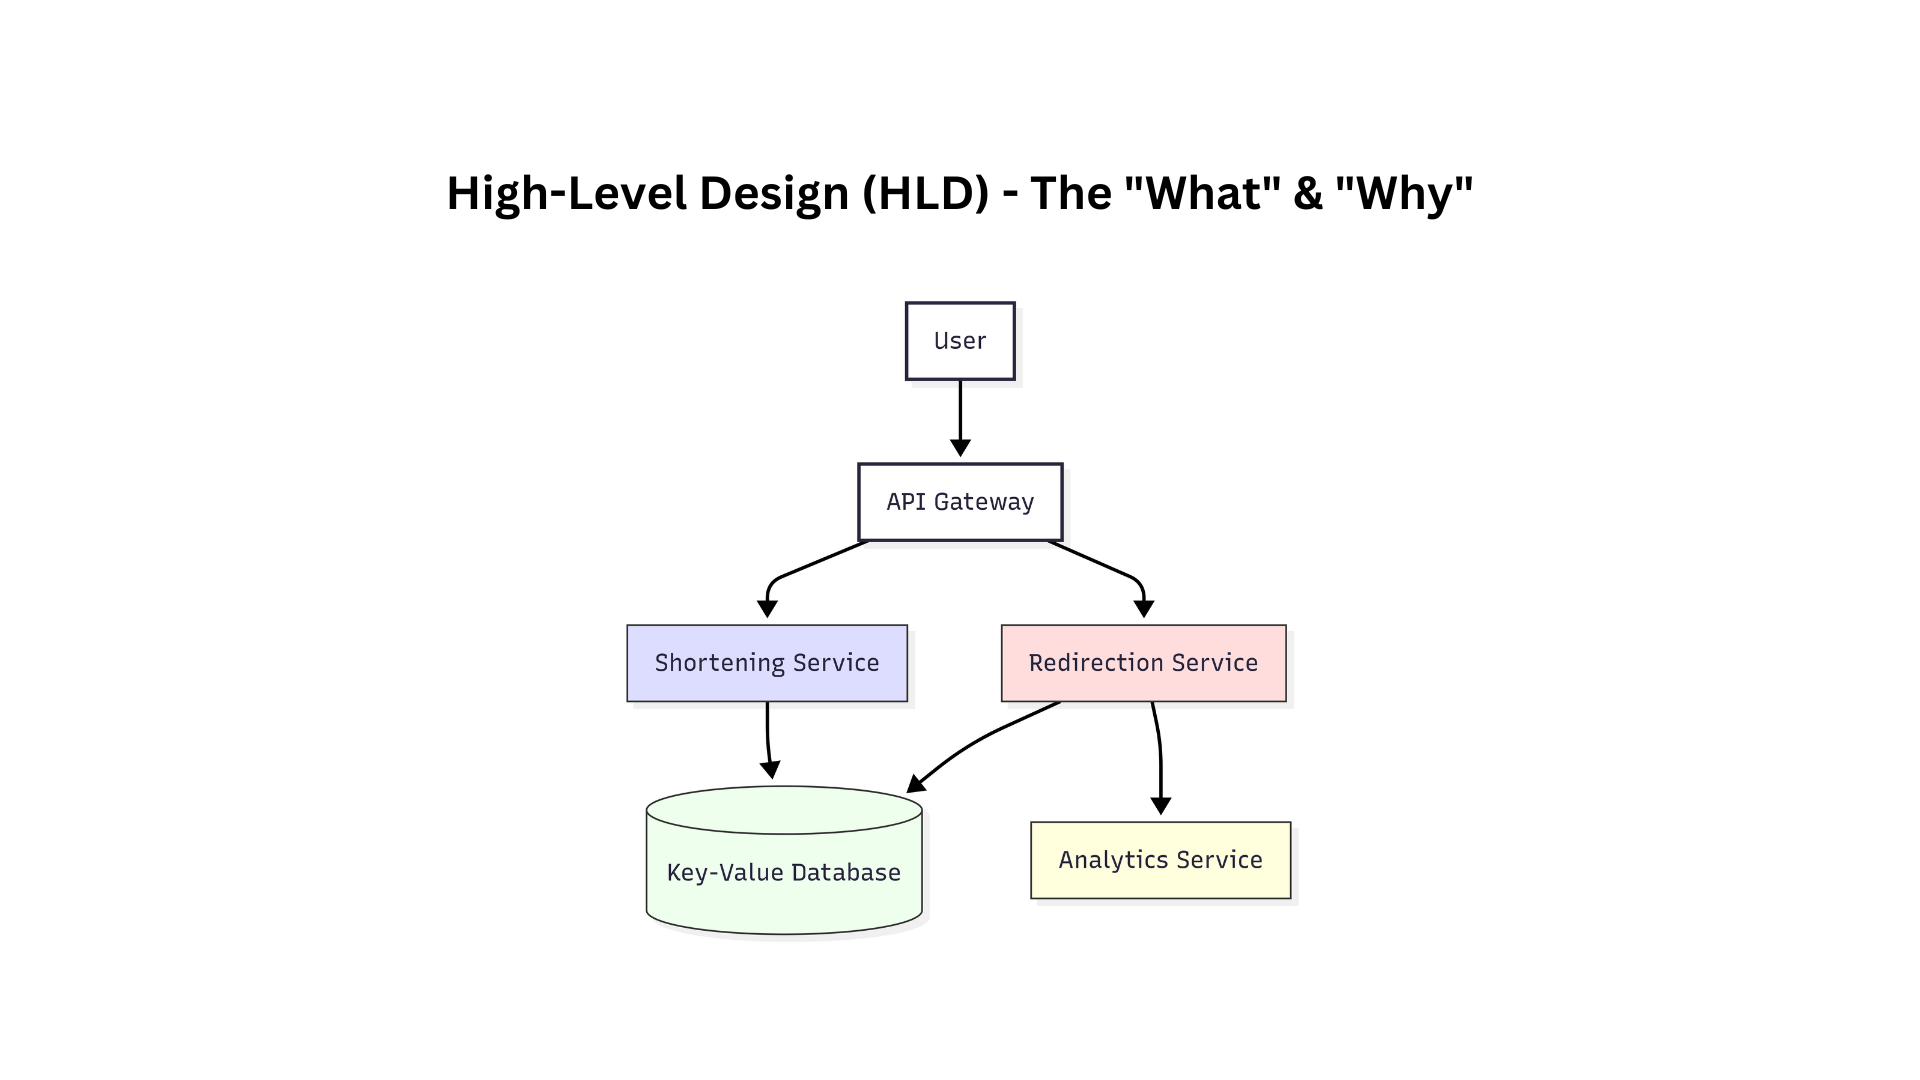 High-Level Design (HLD) - The "What" & "Why"
User
API Gateway
Shortening Service
Redirection Service
Key-Value Database
Analytics Service